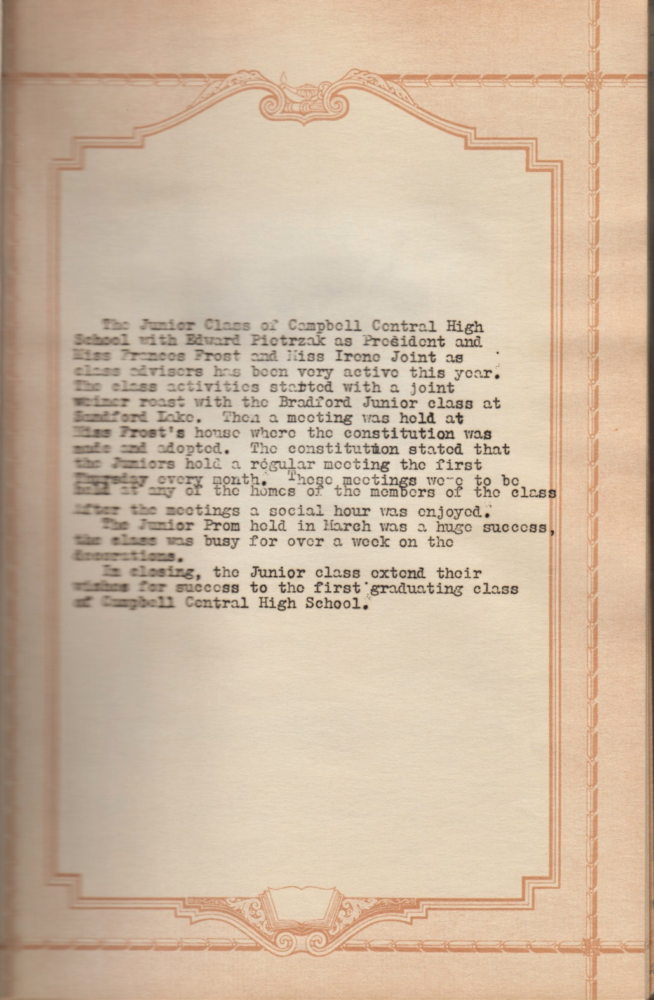 The Junior Class of Campbell Central High
School with Edward Pietrzak as President and
Miss Frances Frost and Miss Irene Joint as
class advisers has been very active this year.
The class activities started with a joint
weiner roast with the Bradford Junior class at
Sandford Lake. Then a meeting was held at
Miss Frost's house where the constitution was
made and adopted. The constitution stated that
the Juniors hold a regular meeting the first
Thursday every month. These meetings were to be
held at any of the homes of the members of the class
After the meetings a social hour was enjoyed.
The Junior Prom held in March was a huge success,
the class was busy for over a week on the
decorations.
In closing, the Junior class extend their
wishes for success to the first graduating class
of Campbell Central High School.